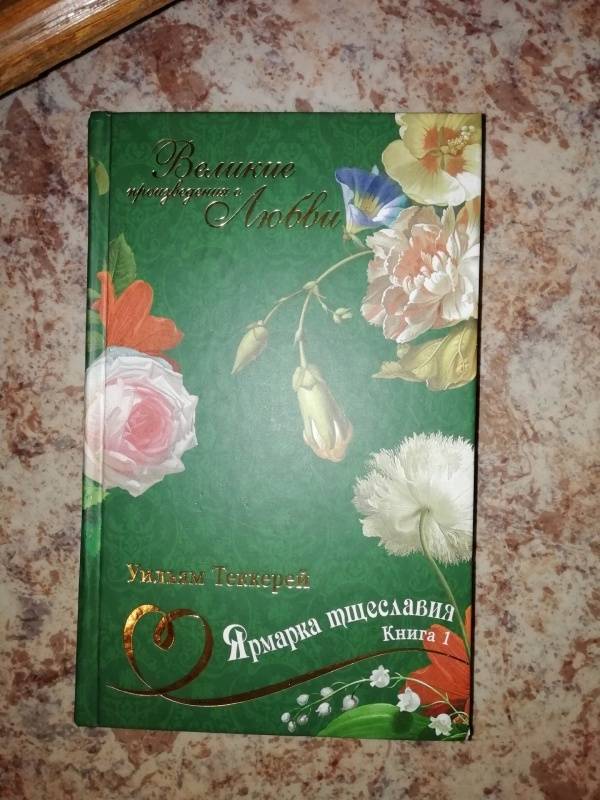 Великие
произведения о
Любви
Уильям Теккерей
Ярмарка тщеславия
Книга 1